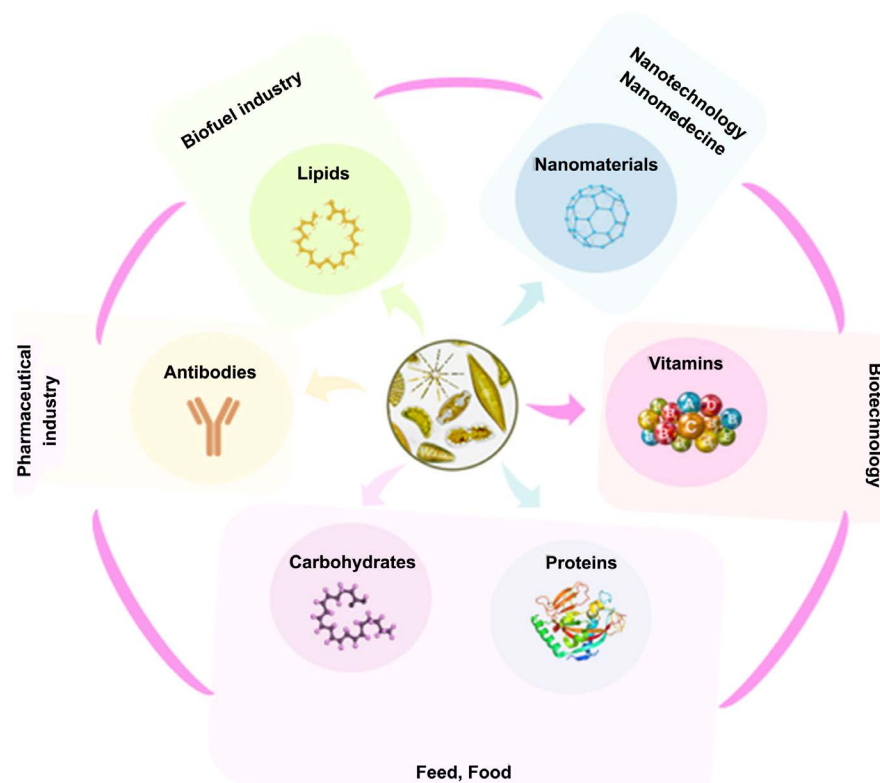 Biofuel industry
Nanotechnology
Nanomedecine
Lipids
Nanomaterials
Pharmaceutical
industry
Antibodies
Vitamins
Biotechnology
Carbohydrates
Proteins
Feed, Food